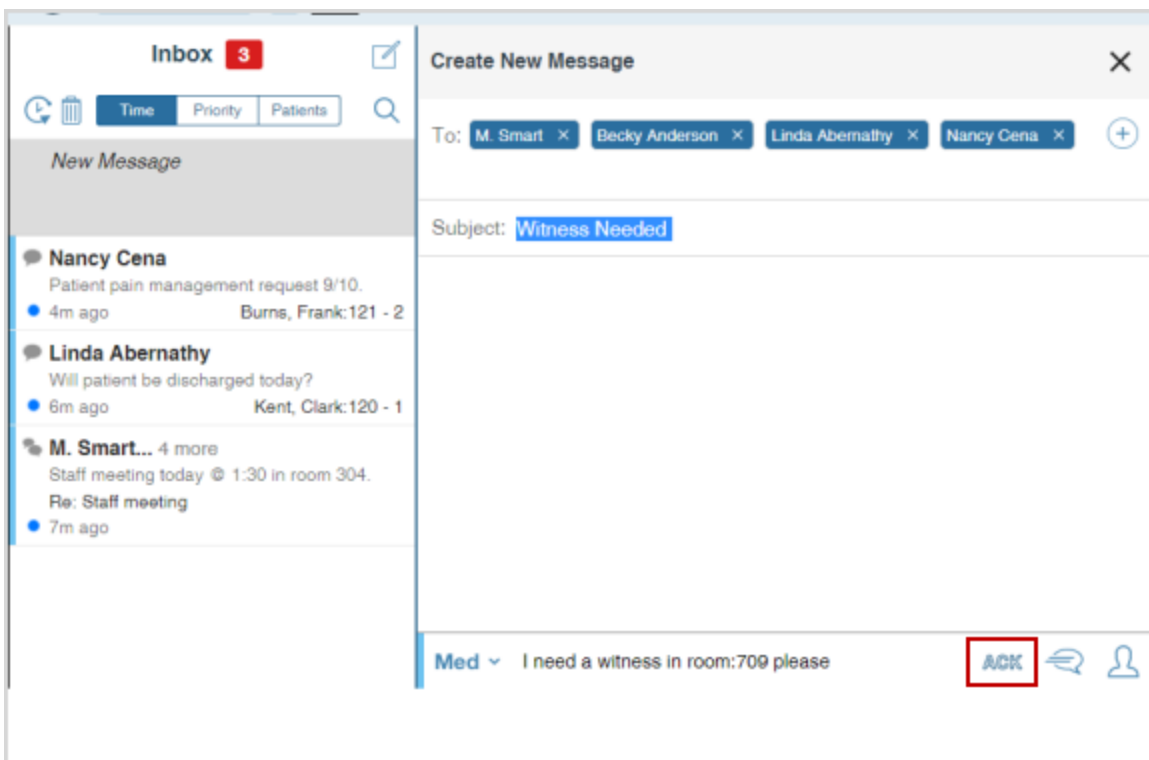 Inbox 3
Time Priority Patients
New Message
Nancy Cena
Patient pain management request 9/10.
4m ago Burns, Frank:121 - 2
Linda Abernathy
Will patient be discharged today?
6m ago Kent, Clark:120 - 1
M. Smart... 4 more
Staff meeting today @ 1:30 in room 304.
Re: Staff meeting
7m ago
Create New Message
To: M. Smart × Becky Anderson × Linda Abernathy × Nancy Cena ×
Subject: Witness Needed
Med I need a witness in room:709 please ACK